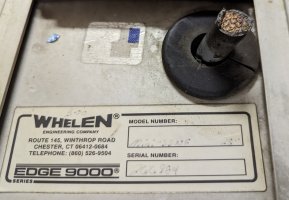 WHELEN
ENGINEERING COMPANY
ROUTE 145, WINTHROP ROAD
CHESTER, CT 06412-0684
TELEPHONE: (860) 526-9504
EDGE 9000®
SERIES
MODEL NUMBER:
SERIAL NUMBER: